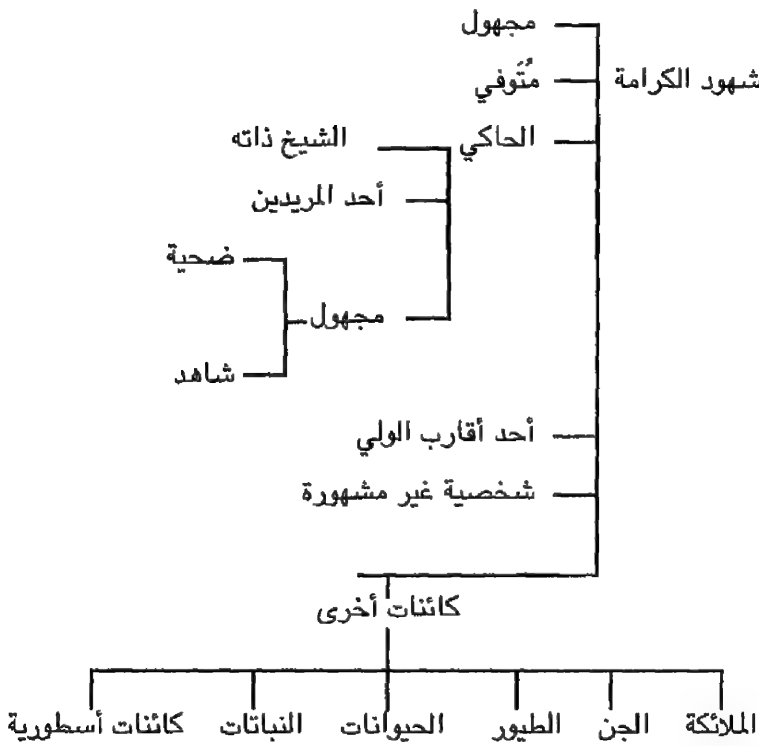 مجهول
شهود الكرامة مُتَوفي
الحاكي الشيخ ذاته
أحد المريدين
ضحية
مجهول
شاهد
أحد أقارب الولي
شخصية غير مشهورة
كائنات أخرى
الملائكة الجن الطيور الحيوانات النباتات كائنات أسطورية